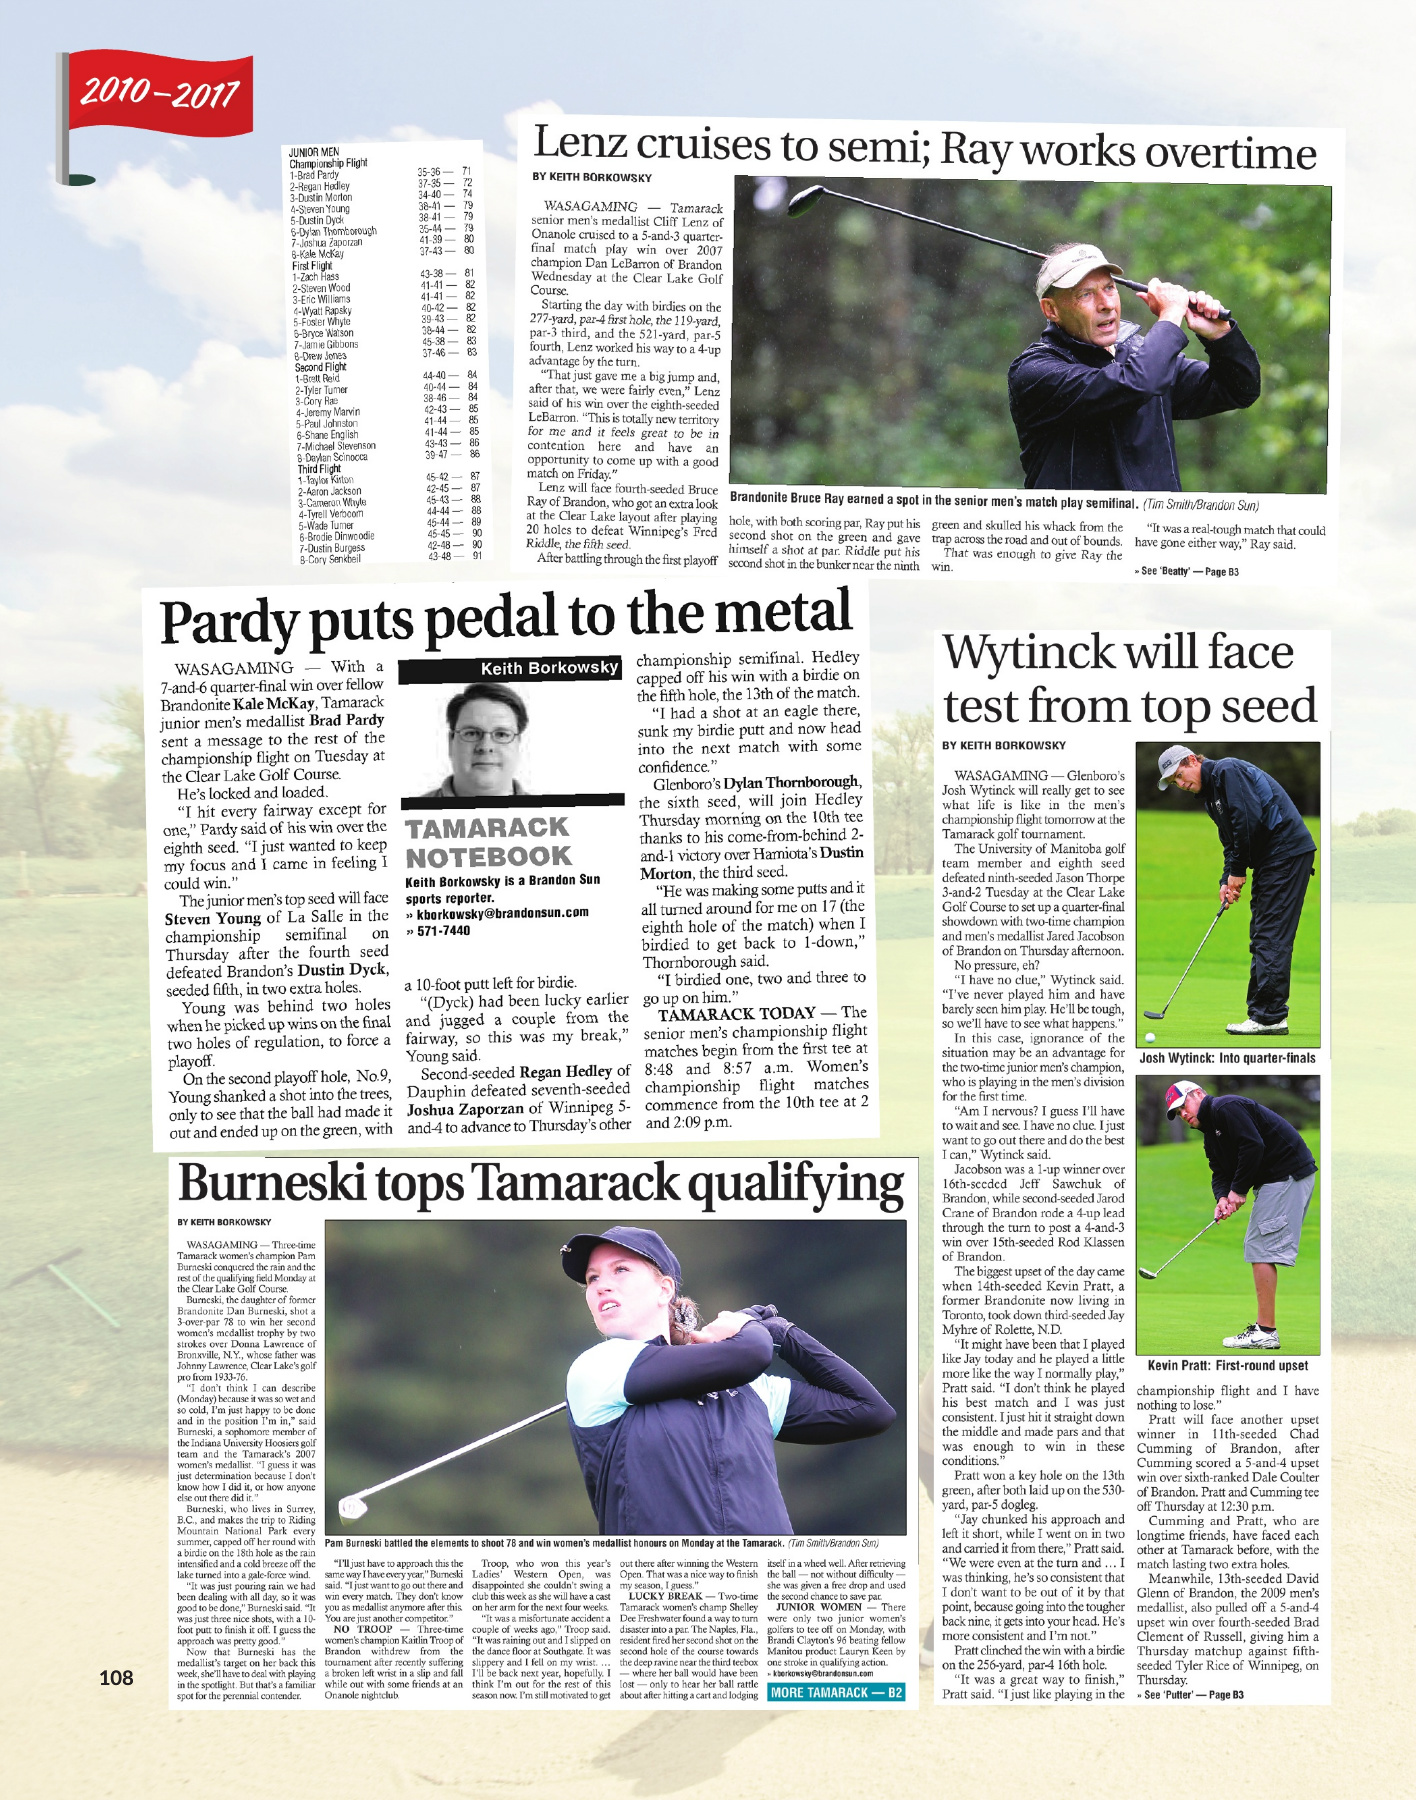 2010–2017
JUNIOR MEN
Championship Flight
1-Brad Pardy 35-36 — 71
2-Regan Hedley 37-35 — 72
3-Dustin Morton 34-40 — 74
4-Steven Young 38-41 — 79
5-Dustin Dyck 38-41 — 79
6-Dylan Thornborough 35-44 — 79
7-Joshua Zaporzan 41-39 — 80
8-Kale McKay 37-43 — 80
First Flight
1-Zach Hass 43-38 — 81
2-Steven Wood 41-41 — 82
3-Eric Williams 41-41 — 82
4-Wyatt Rapsky 40-42 — 82
5-Foster Whyte 39-43 — 82
6-Bryce Watson 38-44 — 82
7-Jamie Gibbons 45-38 — 83
8-Drew Jones 37-46 — 83
Second Flight
1-Brett Reid 44-40 — 84
2-Tyler Turner 40-44 — 84
3-Cory Rae 38-46 — 84
4-Jeremy Marvin 42-43 — 85
5-Paul Johnston 41-44 — 85
6-Shane English 41-44 — 85
7-Michael Stevenson 43-43 — 86
8-Daylan Scinocca 39-47 — 86
Third Flight
1-Taylor Kirton 45-42 — 87
2-Aaron Jackson 42-45 — 87
3-Cameron Whyte 45-43 — 88
4-Tyrell Verboom 44-44 — 88
5-Wade Turner 45-44 — 89
6-Brodie Dinwoodie 45-45 — 90
7-Dustin Burgess 42-48 — 90
8-Cory Senkbeil 43-48 — 91
Lenz cruises to semi; Ray works overtime
BY KEITH BORKOWSKY
WASAGAMING — Tamarack
senior men's medallist Cliff Lenz of
Onanole cruised to a 5-and-3 quarter-
final match play win over 2007
champion Dan LeBarron of Brandon
Wednesday at the Clear Lake Golf
Course.
Starting the day with birdies on the
277-yard, par-4 first hole, the 119-yard,
par-3 third, and the 521-yard, par-5
fourth, Lenz worked his way to a 4-up
advantage by the turn.
"That just gave me a big jump and,
after that, we were fairly even," Lenz
said of his win over the eighth-seeded
LeBarron. "This is totally new territory
for me and it feels great to be in
contention here and have an
opportunity to come up with a good
match on Friday."
Lenz will face fourth-seeded Bruce
Ray of Brandon, who got an extra look
at the Clear Lake layout after playing
20 holes to defeat Winnipeg's Fred
Riddle, the fifth seed.
After battling through the first playoff
Brandonite Bruce Ray earned a spot in the senior men's match play semifinal. (Tim Smith/Brandon Sun)
hole, with both scoring par, Ray put his
second shot on the green and gave
himself a shot at par. Riddle put his
second shot in the bunker near the ninth
green and skulled his whack from the
trap across the road and out of bounds.
That was enough to give Ray the
win.
"It was a real-tough match that could
have gone either way," Ray said.
» See 'Beatty' — Page B3
Pardy puts pedal to the metal
WASAGAMING — With a
7-and-6 quarter-final win over fellow
Brandonite Kale McKay, Tamarack
junior men's medallist Brad Pardy
sent a message to the rest of the
championship flight on Tuesday at
the Clear Lake Golf Course.
He's locked and loaded.
"I hit every fairway except for
one," Pardy said of his win over the
eighth seed. "I just wanted to keep
my focus and I came in feeling I
could win."
The junior men's top seed will face
Steven Young of La Salle in the
championship semifinal on
Thursday after the fourth seed
defeated Brandon's Dustin Dyck,
seeded fifth, in two extra holes.
Young was behind two holes
when he picked up wins on the final
two holes of regulation, to force a
playoff.
On the second playoff hole, No.9,
Young shanked a shot into the trees,
only to see that the ball had made it
out and ended up on the green, with
Keith Borkowsky
TAMARACK
NOTEBOOK
Keith Borkowsky is a Brandon Sun
sports reporter.
» kborkowsky@brandonsun.com
» 571-7440
a 10-foot putt left for birdie.
"(Dyck) had been lucky earlier
and jugged a couple from the
fairway, so this was my break,"
Young said.
Second-seeded Regan Hedley of
Dauphin defeated seventh-seeded
Joshua Zaporzan of Winnipeg 5-
and-4 to advance to Thursday's other
championship semifinal. Hedley
capped off his win with a birdie on
the fifth hole, the 13th of the match.
"I had a shot at an eagle there,
sunk my birdie putt and now head
into the next match with some
confidence."
Glenboro's Dylan Thornborough,
the sixth seed, will join Hedley
Thursday morning on the 10th tee
thanks to his come-from-behind 2-
and-1 victory over Hamiota's Dustin
Morton, the third seed.
"He was making some putts and it
all turned around for me on 17 (the
eighth hole of the match) when I
birdied to get back to 1-down,"
Thornborough said.
"I birdied one, two and three to
go up on him."
TAMARACK TODAY — The
senior men's championship flight
matches begin from the first tee at
8:48 and 8:57 a.m. Women's
championship flight matches
commence from the 10th tee at 2
and 2:09 p.m.
Wytinck will face
test from top seed
BY KEITH BORKOWSKY
WASAGAMING — Glenboro's
Josh Wytinck will really get to see
what life is like in the men's
championship flight tomorrow at the
Tamarack golf tournament.
The University of Manitoba golf
team member and eighth seed
defeated ninth-seeded Jason Thorpe
3-and-2 Tuesday at the Clear Lake
Golf Course to set up a quarter-final
showdown with two-time champion
and men's medallist Jared Jacobson
of Brandon on Thursday afternoon.
No pressure, eh?
"I have no clue," Wytinck said.
"I've never played him and have
barely seen him play. He'll be tough,
so we'll have to see what happens."
In this case, ignorance of the
situation may be an advantage for
the two-time junior men's champion,
who is playing in the men's division
for the first time.
"Am I nervous? I guess I'll have
to wait and see. I have no clue. I just
want to go out there and do the best
I can," Wytinck said.
Jacobson was a 1-up winner over
16th-seeded Jeff Sawchuk of
Brandon, while second-seeded Jarod
Crane of Brandon rode a 4-up lead
through the turn to post a 4-and-3
win over 15th-seeded Rod Klassen
of Brandon.
The biggest upset of the day came
when 14th-seeded Kevin Pratt, a
former Brandonite now living in
Toronto, took down third-seeded Jay
Myhre of Rolette, N.D.
"It might have been that I played
like Jay today and he played a little
more like the way I normally play,"
Pratt said. "I don't think he played
his best match and I was just
consistent. I just hit it straight down
the middle and made pars and that
was enough to win in these
conditions."
Pratt won a key hole on the 13th
green, after both laid up on the 530-
yard, par-5 dogleg.
"Jay chunked his approach and
left it short, while I went on in two
and carried it from there," Pratt said.
"We were even at the turn and … I
was thinking, he's so consistent that
I don't want to be out of it by that
point, because going into the tougher
back nine, it gets into your head. He's
more consistent and I'm not."
Pratt clinched the win with a birdie
on the 256-yard, par-4 16th hole.
"It was a great way to finish,"
Pratt said. "I just like playing in the
Josh Wytinck: Into quarter-finals
Kevin Pratt: First-round upset
championship flight and I have
nothing to lose."
Pratt will face another upset
winner in 11th-seeded Chad
Cumming of Brandon, after
Cumming scored a 5-and-4 upset
win over sixth-ranked Dale Coulter
of Brandon. Pratt and Cumming tee
off Thursday at 12:30 p.m.
Cumming and Pratt, who are
longtime friends, have faced each
other at Tamarack before, with the
match lasting two extra holes.
Meanwhile, 13th-seeded David
Glenn of Brandon, the 2009 men's
medallist, also pulled off a 5-and-4
upset win over fourth-seeded Brad
Clement of Russell, giving him a
Thursday matchup against fifth-
seeded Tyler Rice of Winnipeg, on
Thursday.
» See 'Putter' — Page B3
Burneski tops Tamarack qualifying
BY KEITH BORKOWSKY
WASAGAMING — Three-time
Tamarack women's champion Pam
Burneski conquered the rain and the
rest of the qualifying field Monday at
the Clear Lake Golf Course.
Burneski, the daughter of former
Brandonite Dan Burneski, shot a
3-over-par 78 to win her second
women's medallist trophy by two
strokes over Donna Lawrence of
Bronxville, N.Y., whose father was
Johnny Lawrence, Clear Lake's golf
pro from 1933-76.
"I don't think I can describe
(Monday) because it was so wet and
so cold, I'm just happy to be done
and in the position I'm in," said
Burneski, a sophomore member of
the Indiana University Hoosiers golf
team and the Tamarack's 2007
women's medallist. "I guess it was
just determination because I don't
know how I did it, or how anyone
else out there did it."
Burneski, who lives in Surrey,
B.C., and makes the trip to Riding
Mountain National Park every
summer, capped off her round with
a birdie on the 18th hole as the rain
intensified and a cold breeze off the
lake turned into a gale-force wind.
"It was just pouring rain we had
been dealing with all day, so it was
good to be done," Burneski said. "It
was just three nice shots, with a 10-
foot putt to finish it off. I guess the
approach was pretty good."
Now that Burneski has the
medallist's target on her back this
week, she'll have to deal with playing
in the spotlight. But that's a familiar
spot for the perennial contender.
Pam Burneski battled the elements to shoot 78 and win women's medallist honours on Monday at the Tamarack. (Tim Smith/Brandon Sun)
"I'll just have to approach this the
same way I have every year," Burneski
said. "I just want to go out there and
win every match. They don't know
you as medallist anymore after this.
You are just another competitor."
NO TROOP — Three-time
women's champion Kaitlin Troop of
Brandon withdrew from the
tournament after recently suffering
a broken left wrist in a slip and fall
while out with some friends at an
Onanole nightclub.
Troop, who won this year's
Ladies' Western Open, was
disappointed she couldn't swing a
club this week as she will have a cast
on her arm for the next four weeks.
"It was a misfortunate accident a
couple of weeks ago," Troop said.
"It was raining out and I slipped on
the dance floor at Southgate. It was
slippery and I fell on my wrist. …
I'll be back next year, hopefully. I
think I'm out for the rest of this
season now. I'm still motivated to get
out there after winning the Western
Open. That was a nice way to finish
my season, I guess."
LUCKY BREAK — Two-time
Tamarack women's champ Shelley
Dee Freshwater found a way to turn
disaster into a par. The Naples, Fla.,
resident fired her second shot on the
second hole of the course towards
the deep ravine near the third teebox
— where her ball would have been
lost — only to hear her ball rattle
about after hitting a cart and lodging
itself in a wheel well. After retrieving
the ball — not without difficulty —
she was given a free drop and used
the second chance to save par.
JUNIOR WOMEN — There
were only two junior women's
golfers to tee off on Monday, with
Brandi Clayton's 96 beating fellow
Manitou product Lauryn Keen by
one stroke in qualifying action.
» kborkowsky@brandonsun.com
MORE TAMARACK — B2
108